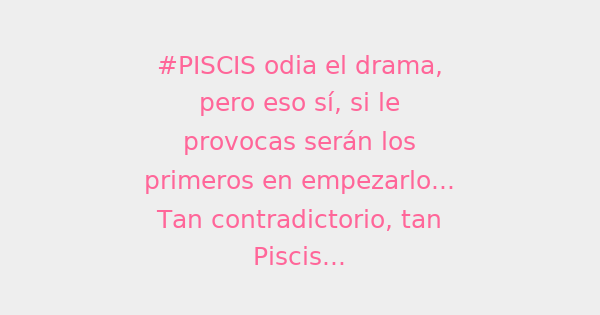 #PISCIS odia el drama,
pero eso sí, si le
provocas serán los
primeros en empezarlo...
Tan contradictorio, tan
Piscis...